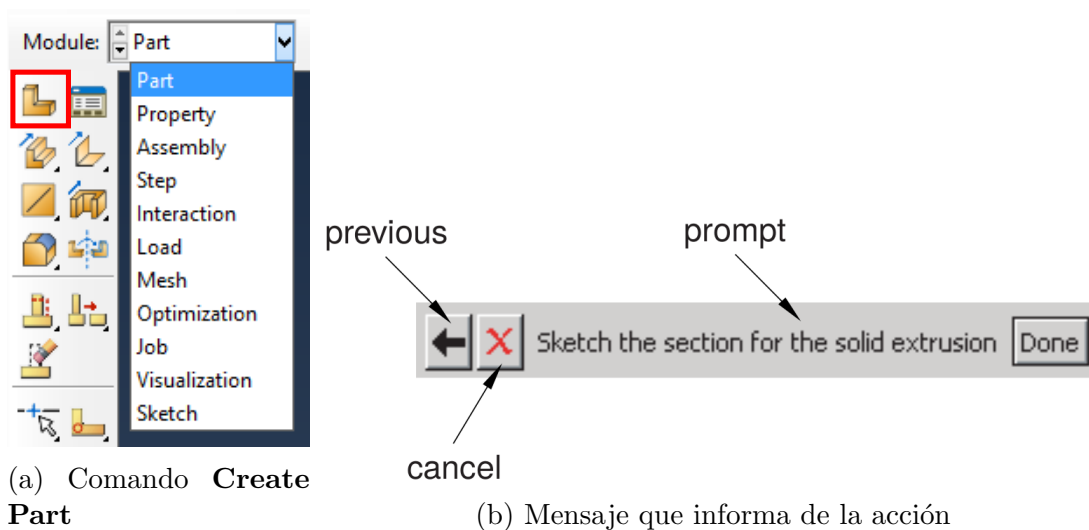 Module: Part
Part
Property
Assembly
Step
Interaction
Load
Mesh
Optimization
Job
Visualization
Sketch
(a) Comando Create
Part
previous
prompt
Sketch the section for the solid extrusion Done
cancel
(b) Mensaje que informa de la acción